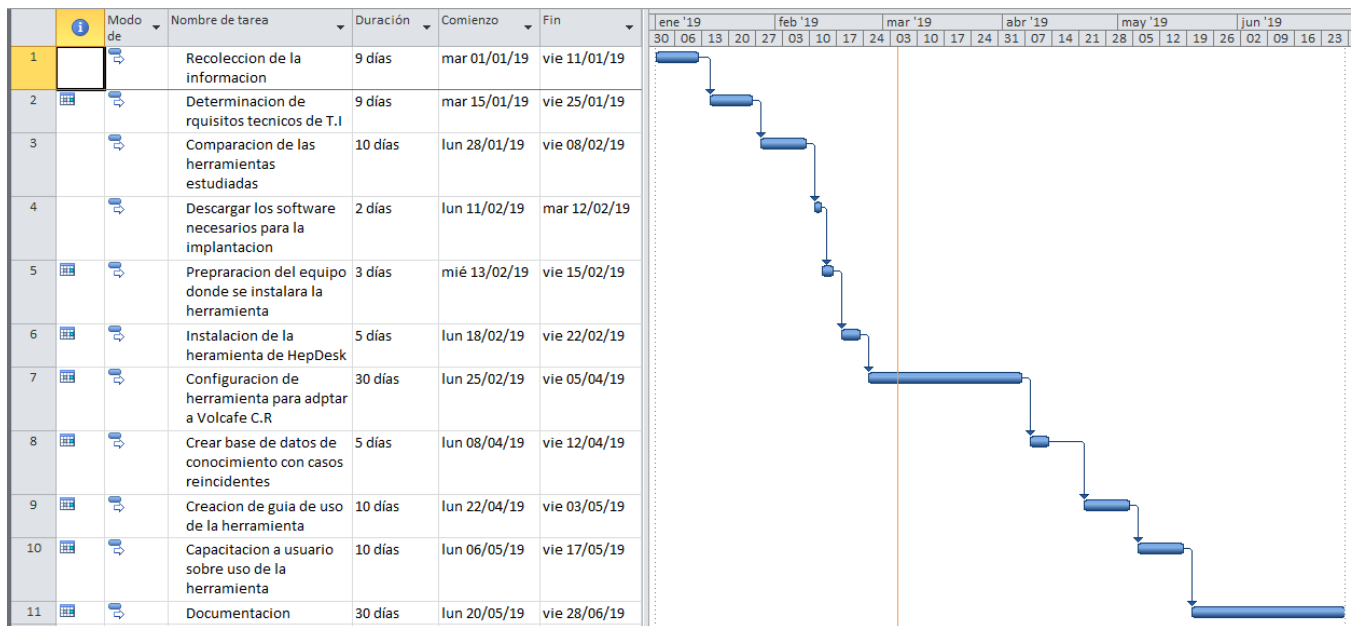 Modo de
Nombre de tarea
Duración
Comienzo
Fin
ene '19
feb '19
mar '19
abr '19
may '19
jun '19
30 06 13 20 27 03 10 17 24 03 10 17 24 31 07 14 21 28 05 12 19 26 02 09 16 23
1 Recoleccion de la 9 días mar 01/01/19 vie 11/01/19
informacion
2 Determinacion de 9 días mar 15/01/19 vie 25/01/19
rquisitos tecnicos de T.I
3 Comparacion de las 10 días lun 28/01/19 vie 08/02/19
herramientas
estudiadas
4 Descargar los software 2 días lun 11/02/19 mar 12/02/19
necesarios para la
implantacion
5 Prepraracion del equipo 3 días mié 13/02/19 vie 15/02/19
donde se instalara la
herramienta
6 Instalacion de la 5 días lun 18/02/19 vie 22/02/19
heramienta de HepDesk
7 Configuracion de 30 días lun 25/02/19 vie 05/04/19
herramienta para adptar
a Volcafe C.R
8 Crear base de datos de 5 días lun 08/04/19 vie 12/04/19
conocimiento con casos
reincidentes
9 Creacion de guia de uso 10 días lun 22/04/19 vie 03/05/19
de la herramienta
10 Capacitacion a usuario 10 días lun 06/05/19 vie 17/05/19
sobre uso de la
herramienta
11 Documentacion 30 días lun 20/05/19 vie 28/06/19